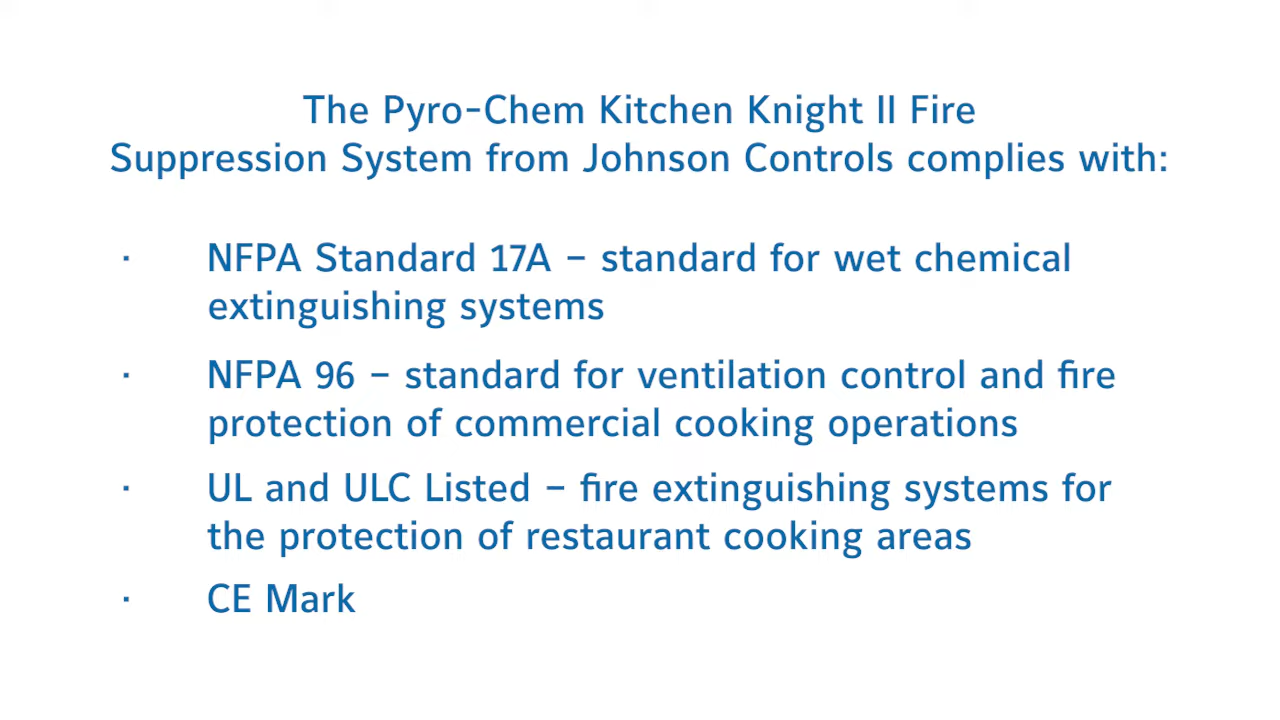 The Pyro-Chem Kitchen Knight II Fire
Suppression System from Johnson Controls complies with:
· NFPA Standard 17A – standard for wet chemical
extinguishing systems
· NFPA 96 – standard for ventilation control and fire
protection of commercial cooking operations
· UL and ULC Listed – fire extinguishing systems for
the protection of restaurant cooking areas
· CE Mark